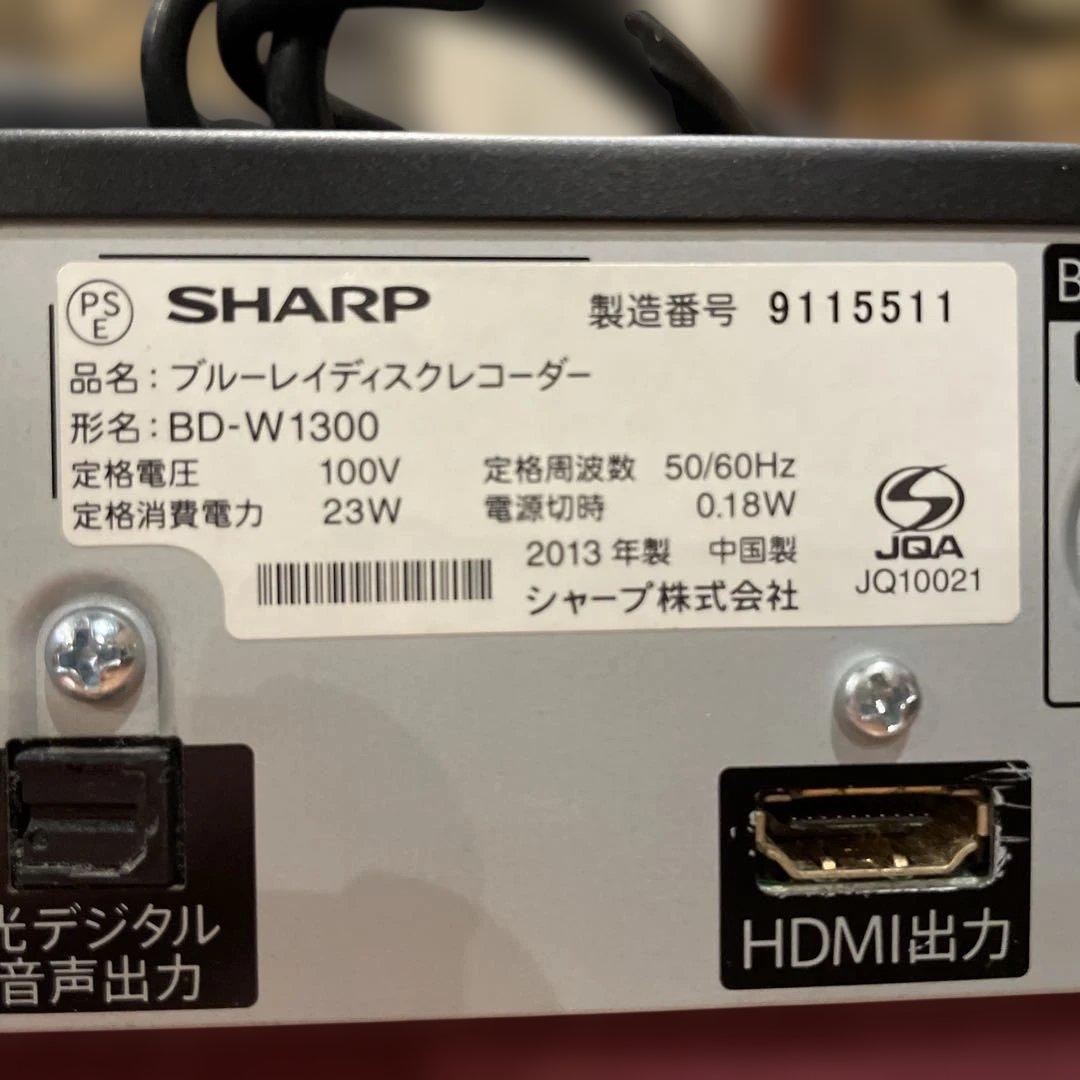 PS
E
SHARP
製造番号 9115511
品名：ブルーレイディスクレコーダー
形名：BD-W1300
定格電圧 100V 定格周波数 50/60Hz
定格消費電力 23W 電源切時 0.18W
2013 年製 中国製
シャープ株式会社
JQA
JQ10021
B
光デジタル
音声出力
HDMI出力